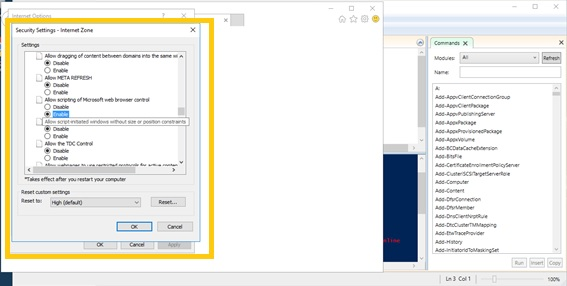 Internet Options
Security Settings - Internet Zone
Settings
Allow dragging of content between domains into the same wi
Disable
Enable
Allow META REFRESH
Disable
Enable
Allow scripting of Microsoft web browser control
Disable
Enable
Allow script-initiated windows without size or position constraints
Disable
Enable
Allow the TDC Control
Disable
Enable
Allow webpages to use restricted protocols for active conten
*Takes effect after you restart your computer
Reset custom settings
Reset to:
High (default)
Reset...
OK
Cancel
OK
Cancel
Apply
Commands
Modules:
All
Refresh
Name:
A:
Add-AppvClientConnectionGroup
Add-AppvClientPackage
Add-AppvPublishingServer
Add-AppxPackage
Add-AppxProvisionedPackage
Add-AppxVolume
Add-BCDataCacheExtension
Add-BitsFile
Add-CertificateEnrollmentPolicyServer
Add-ClusteriSCSITargetServerRole
Add-Computer
Add-Content
Add-DfsrConnection
Add-DfsrMember
Add-DnsClientNrptRule
Add-DtcClusterTMMapping
Add-EtwTraceProvider
Add-History
Add-InitiatorIdToMaskingSet
Run
Insert
Copy
Ln 3 Col 1
100%